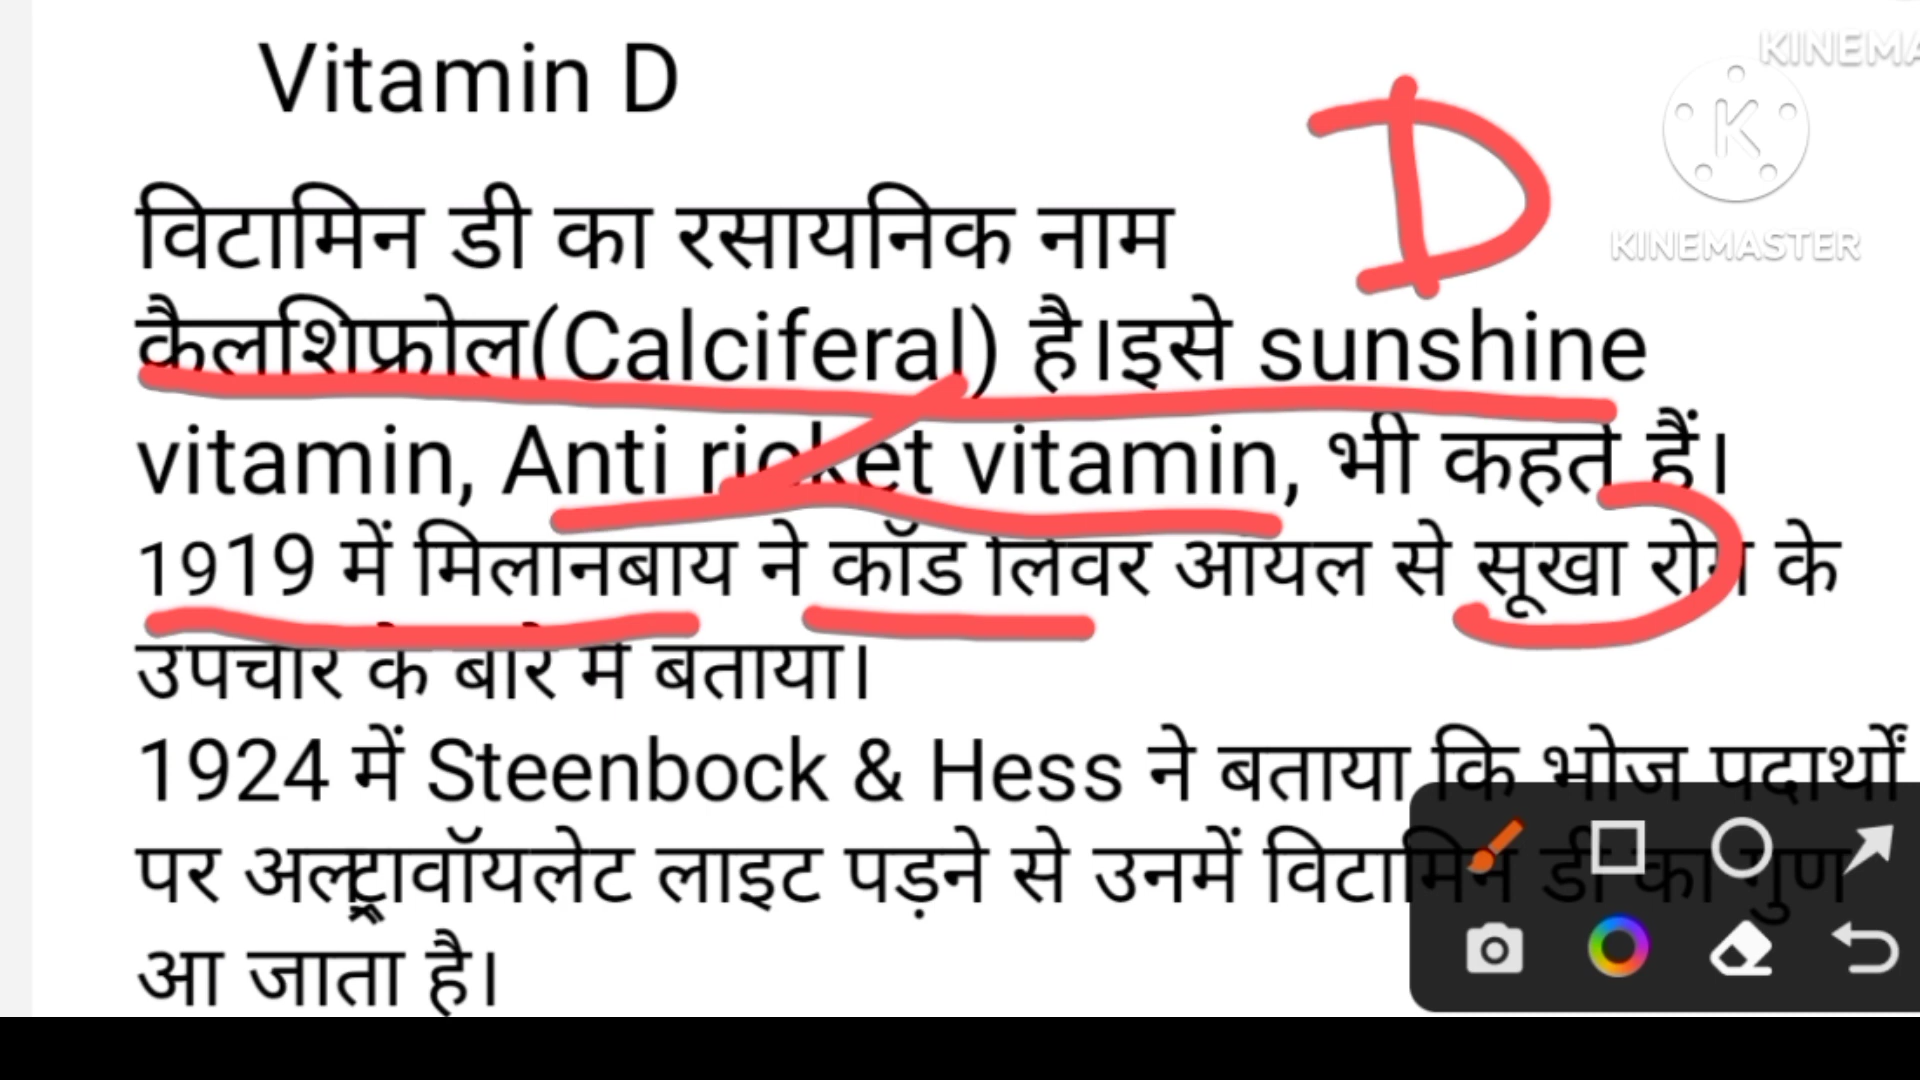 Vitamin D
विटामिन डी का रसायनिक नाम
कैलशिफ्रोल(Calciferal) है।इसे sunshine
vitamin, Anti ricket vitamin, भी कहते हैं।
1919 में मिलानबाय ने कॉड लिवर आयल से सूखा रोग के
उपचार के बारे में बताया।
1924 में Steenbock & Hess ने बताया कि भोज पदार्थों
पर अल्ट्रावॉयलेट लाइट पड़ने से उनमें विटामिन डी का गुण
आ जाता है।
D
KINEMA
K
KINEMASTER